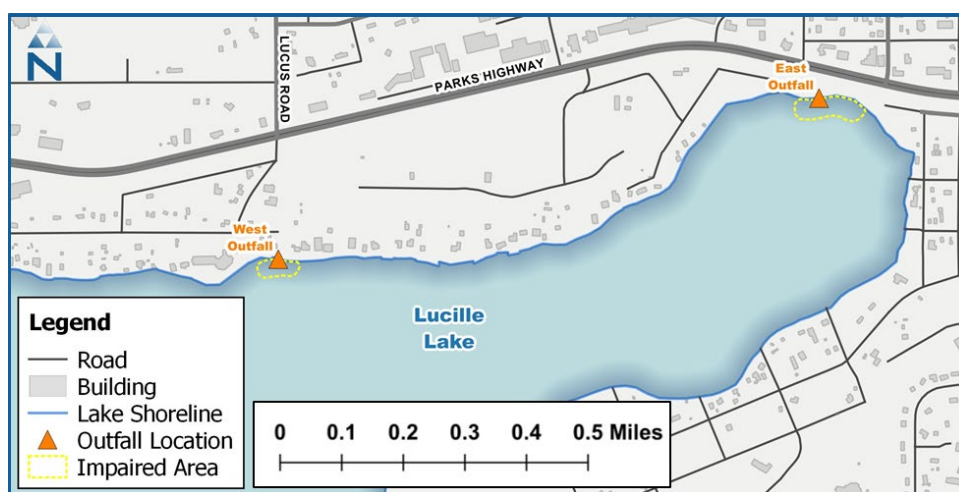 N
LUCUS ROAD
PARKS HIGHWAY
East
Outfall
West
Outfall
Lucille
Lake
Legend
Road
Building
Lake Shoreline
Outfall Location
Impaired Area
0 0.1 0.2 0.3 0.4 0.5 Miles